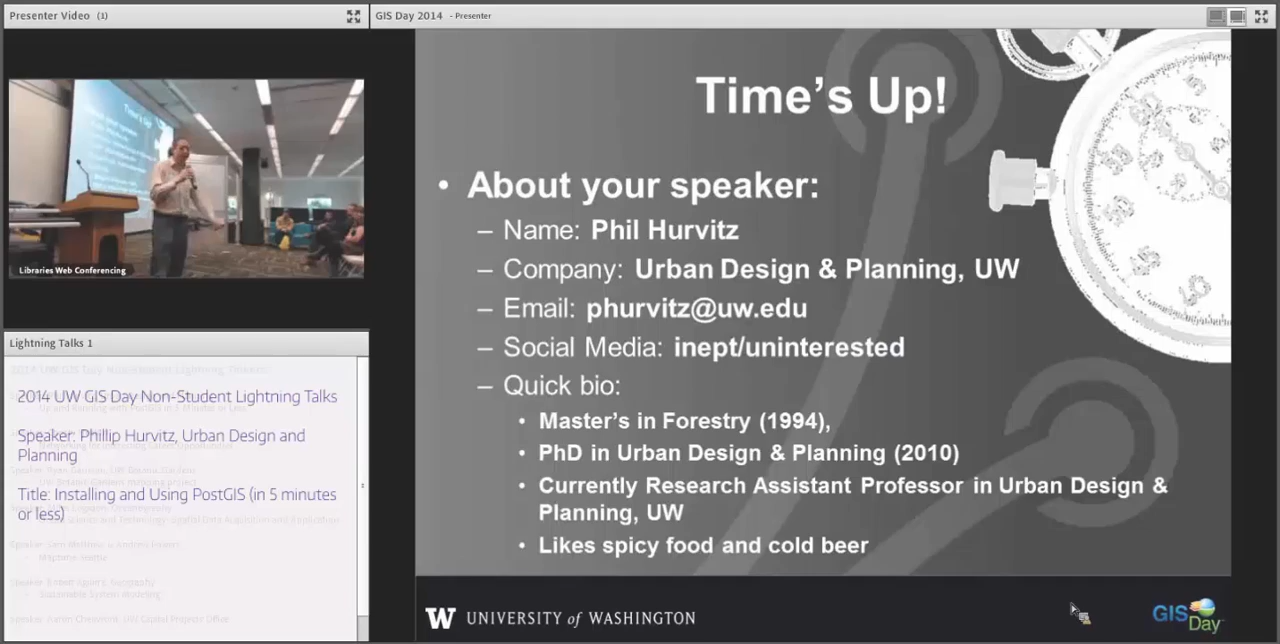 Presenter Video (1)
GIS Day 2014 - Presenter
Time's Up!
Libraries Web Conferencing
Time's Up!
• About your speaker:
– Name: Phil Hurvitz
– Company: Urban Design & Planning, UW
– Email: phurvitz@uw.edu
– Social Media: inept/uninterested
– Quick bio:
• Master's in Forestry (1994),
• PhD in Urban Design & Planning (2010)
• Currently Research Assistant Professor in Urban Design &
Planning, UW
• Likes spicy food and cold beer
Lightning Talks 1
2014 UW GIS Day Non-Student Lightning Talks
Speaker: Phillip Hurvitz, Urban Design and
Planning
Title: Installing and Using PostGIS (in 5 minutes
or less)
W UNIVERSITY of WASHINGTON
GIS
Day